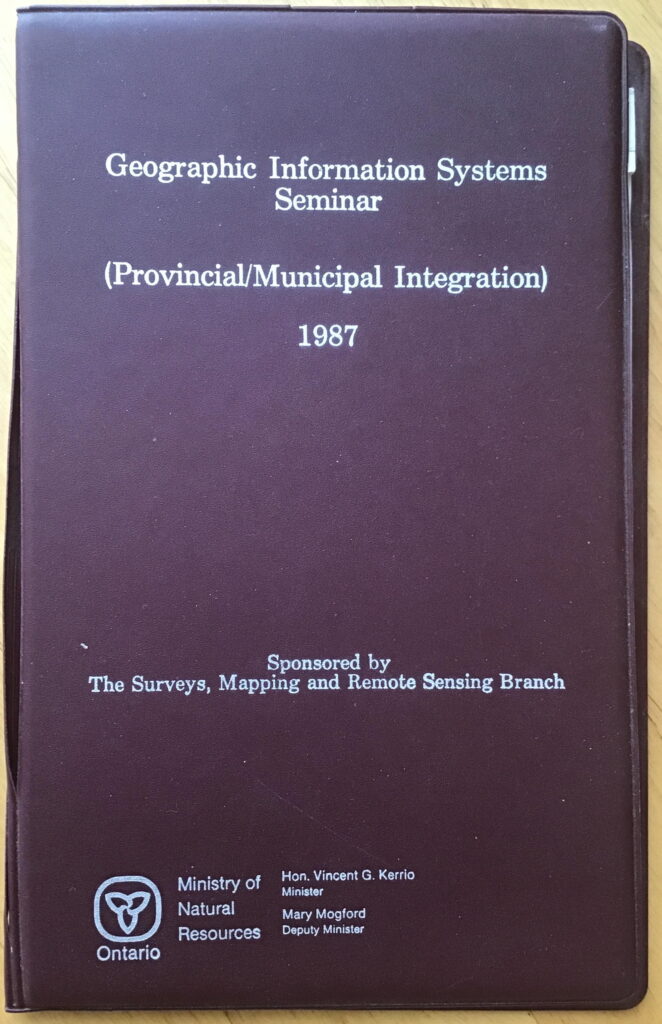 Geographic Information Systems
Seminar
(Provincial/Municipal Integration)
1987
Sponsored by
The Surveys, Mapping and Remote Sensing Branch
Ontario
Ministry of
Natural
Resources
Hon. Vincent G. Kerrio
Minister
Mary Mogford
Deputy Minister